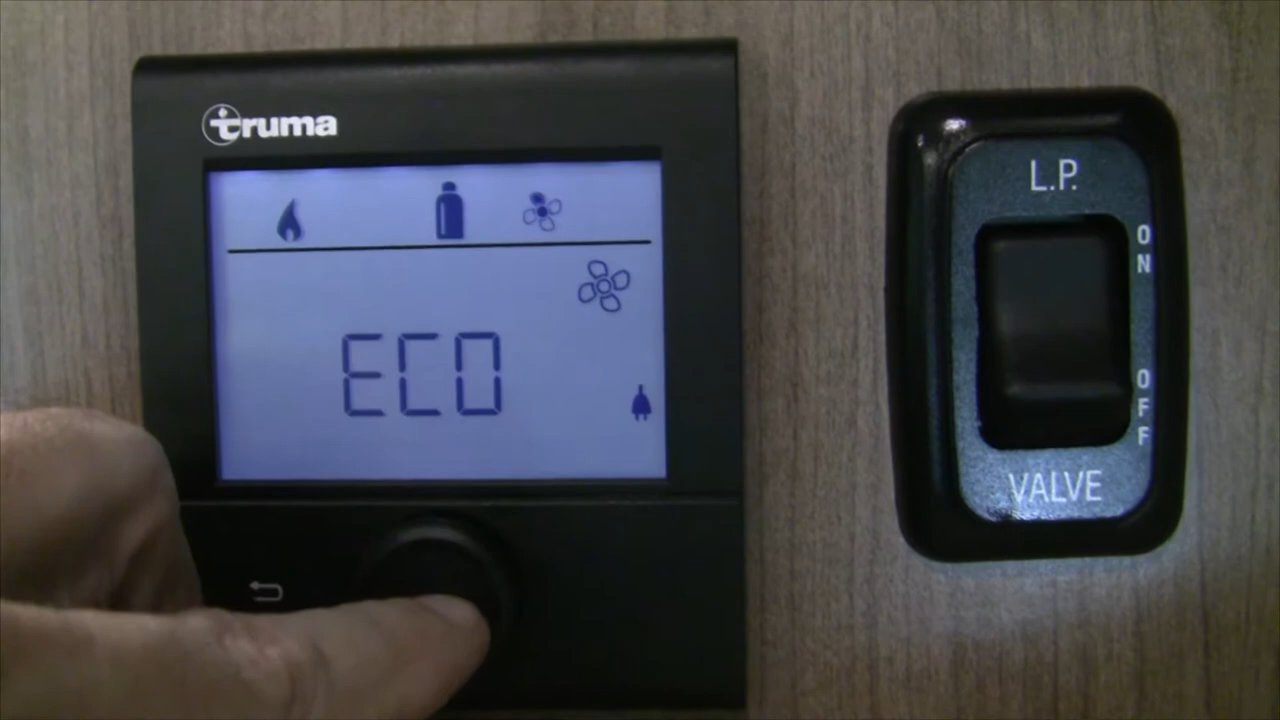 truma
ECO
L.P.
ON
OFF
VALVE